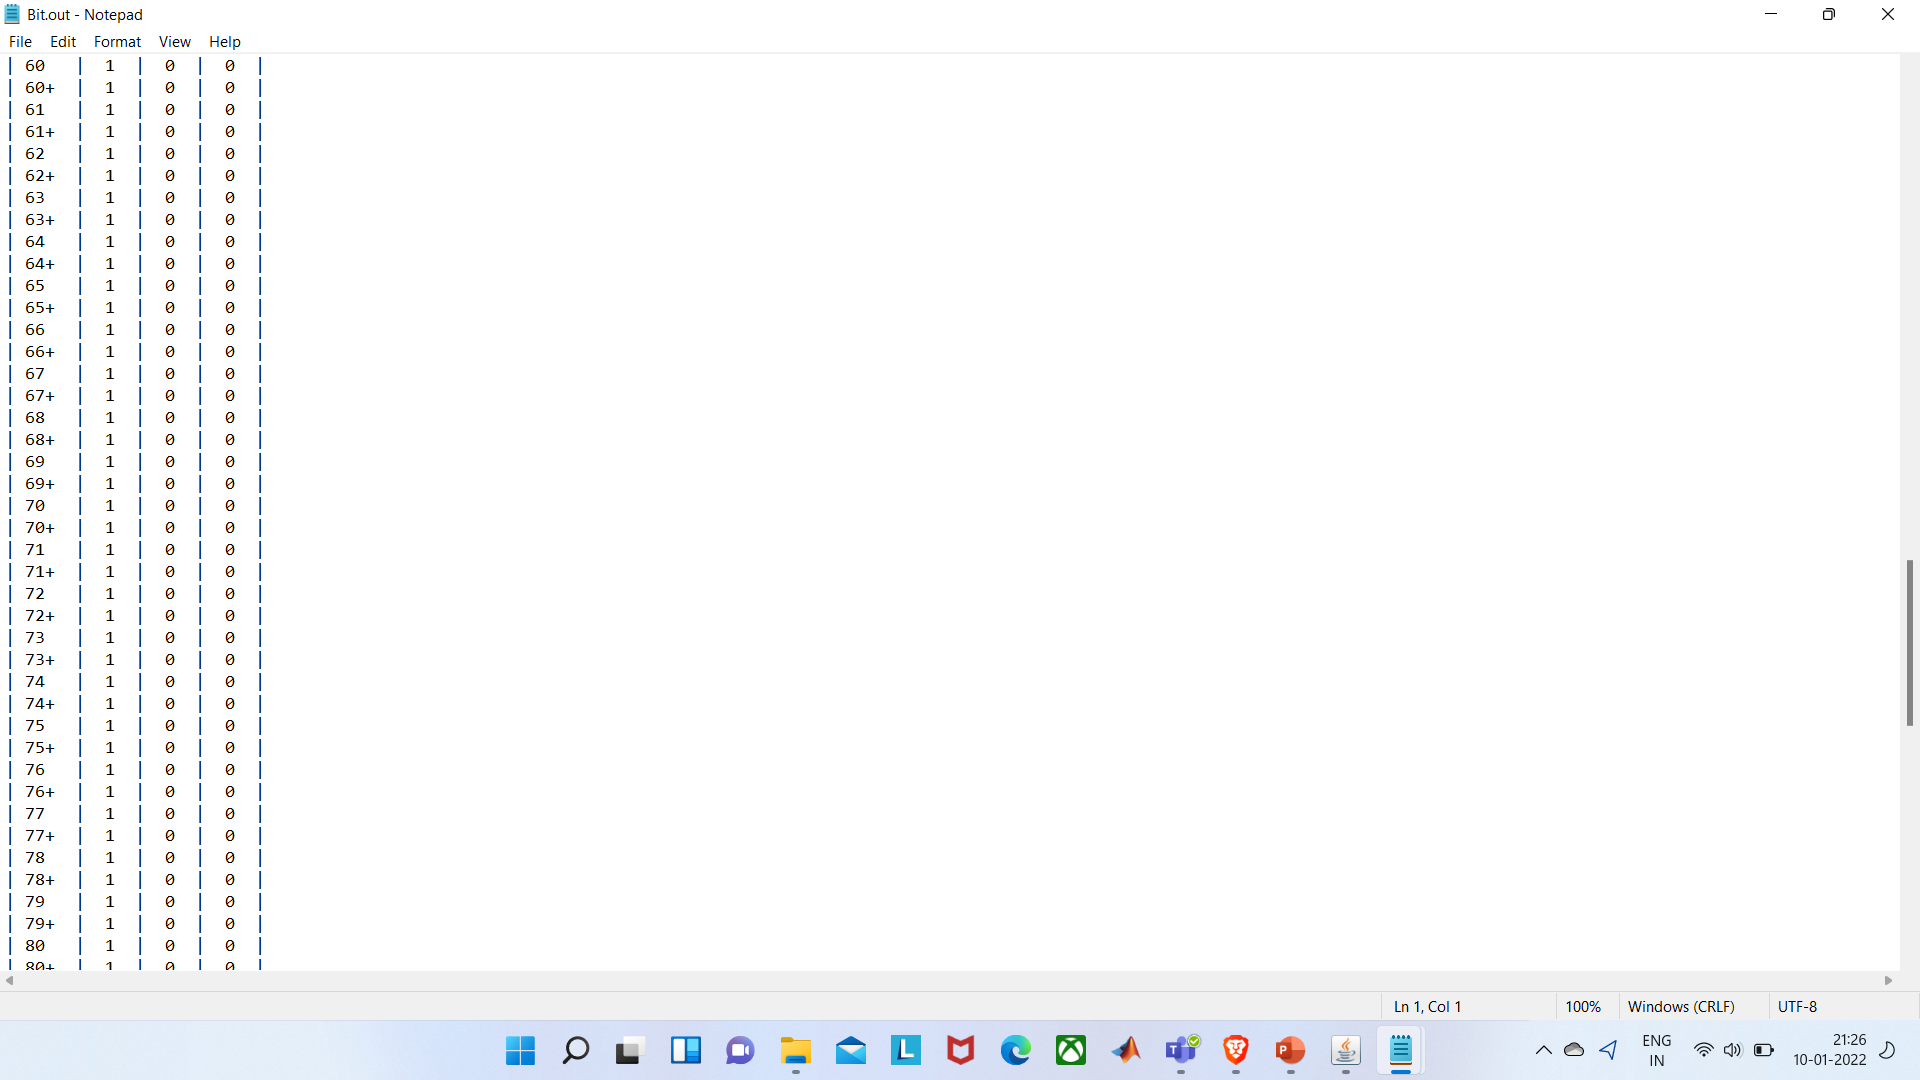 Bit.out - Notepad
File Edit Format View Help
| 60 | 1 | 0 | 0 |
| 60+ | 1 | 0 | 0 |
| 61 | 1 | 0 | 0 |
| 61+ | 1 | 0 | 0 |
| 62 | 1 | 0 | 0 |
| 62+ | 1 | 0 | 0 |
| 63 | 1 | 0 | 0 |
| 63+ | 1 | 0 | 0 |
| 64 | 1 | 0 | 0 |
| 64+ | 1 | 0 | 0 |
| 65 | 1 | 0 | 0 |
| 65+ | 1 | 0 | 0 |
| 66 | 1 | 0 | 0 |
| 66+ | 1 | 0 | 0 |
| 67 | 1 | 0 | 0 |
| 67+ | 1 | 0 | 0 |
| 68 | 1 | 0 | 0 |
| 68+ | 1 | 0 | 0 |
| 69 | 1 | 0 | 0 |
| 69+ | 1 | 0 | 0 |
| 70 | 1 | 0 | 0 |
| 70+ | 1 | 0 | 0 |
| 71 | 1 | 0 | 0 |
| 71+ | 1 | 0 | 0 |
| 72 | 1 | 0 | 0 |
| 72+ | 1 | 0 | 0 |
| 73 | 1 | 0 | 0 |
| 73+ | 1 | 0 | 0 |
| 74 | 1 | 0 | 0 |
| 74+ | 1 | 0 | 0 |
| 75 | 1 | 0 | 0 |
| 75+ | 1 | 0 | 0 |
| 76 | 1 | 0 | 0 |
| 76+ | 1 | 0 | 0 |
| 77 | 1 | 0 | 0 |
| 77+ | 1 | 0 | 0 |
| 78 | 1 | 0 | 0 |
| 78+ | 1 | 0 | 0 |
| 79 | 1 | 0 | 0 |
| 79+ | 1 | 0 | 0 |
| 80 | 1 | 0 | 0 |
| 80+ | 1 | 0 | 0 |
Ln 1, Col 1 100% Windows (CRLF) UTF-8
ENG 21:26
IN 10-01-2022